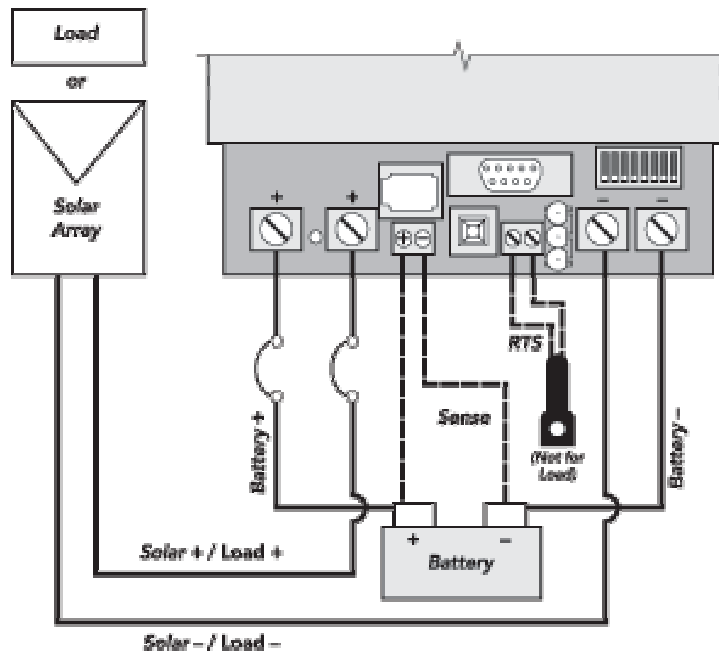 Load
or
Solar
Array
+
+
–
–
+ –
RTS
Sense
(Not for
Load)
Battery +
Battery –
+
–
Battery
Solar + / Load +
Solar – / Load –